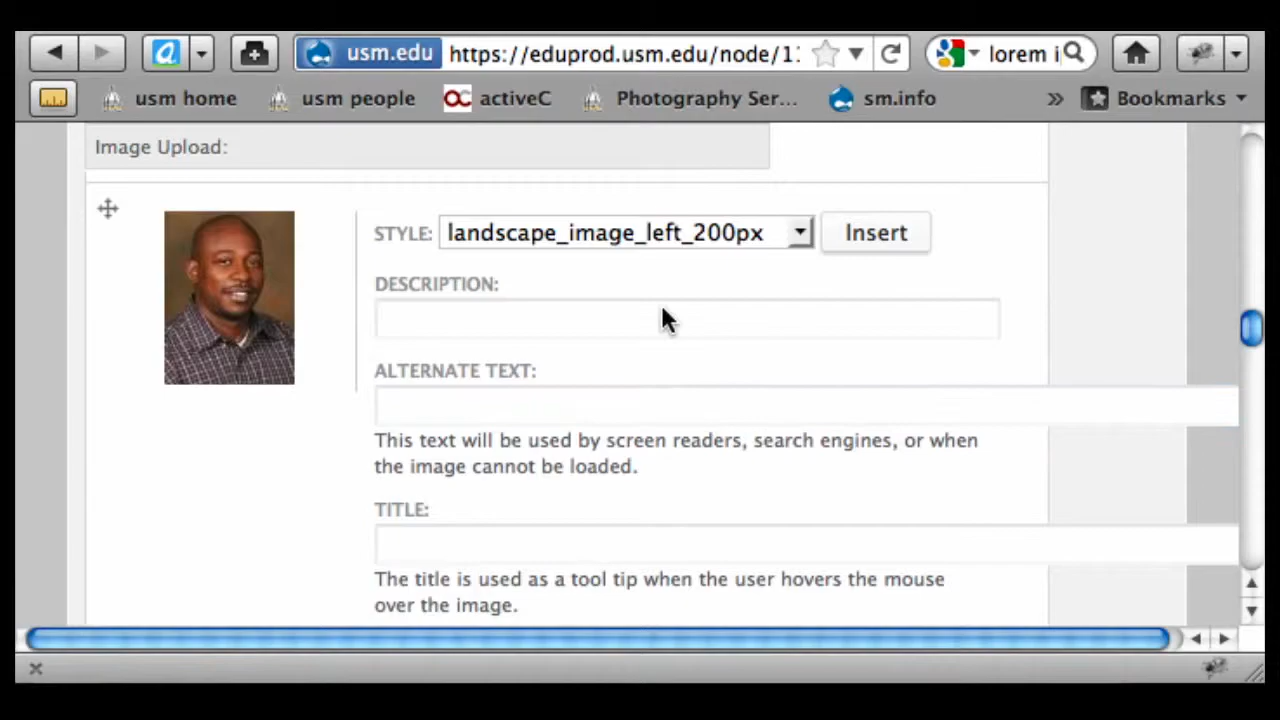 usm.edu https://eduprod.usm.edu/node/1 lorem i
usm home usm people activeC Photography Ser... sm.info » Bookmarks
Image Upload:
STYLE: landscape_image_left_200px Insert
DESCRIPTION:
ALTERNATE TEXT:
This text will be used by screen readers, search engines, or when
the image cannot be loaded.
TITLE:
The title is used as a tool tip when the user hovers the mouse
over the image.